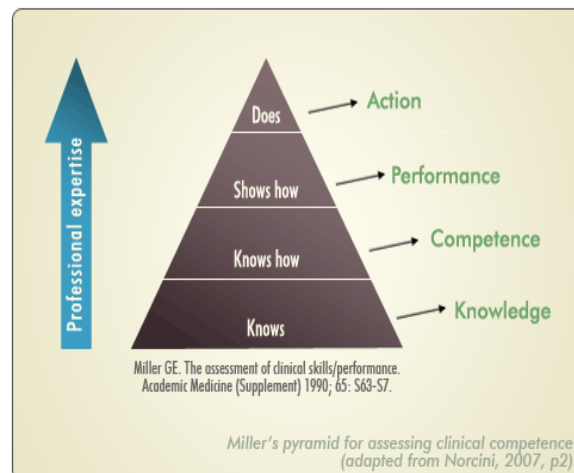 Professional expertise
Does
Action
Shows how
Performance
Knows how
Competence
Knows
Knowledge
Miller GE. The assessment of clinical skills/performance.
Academic Medicine (Supplement) 1990; 65: S63-S7.
Miller's pyramid for assessing clinical competence
(adapted from Norcini, 2007, p2)